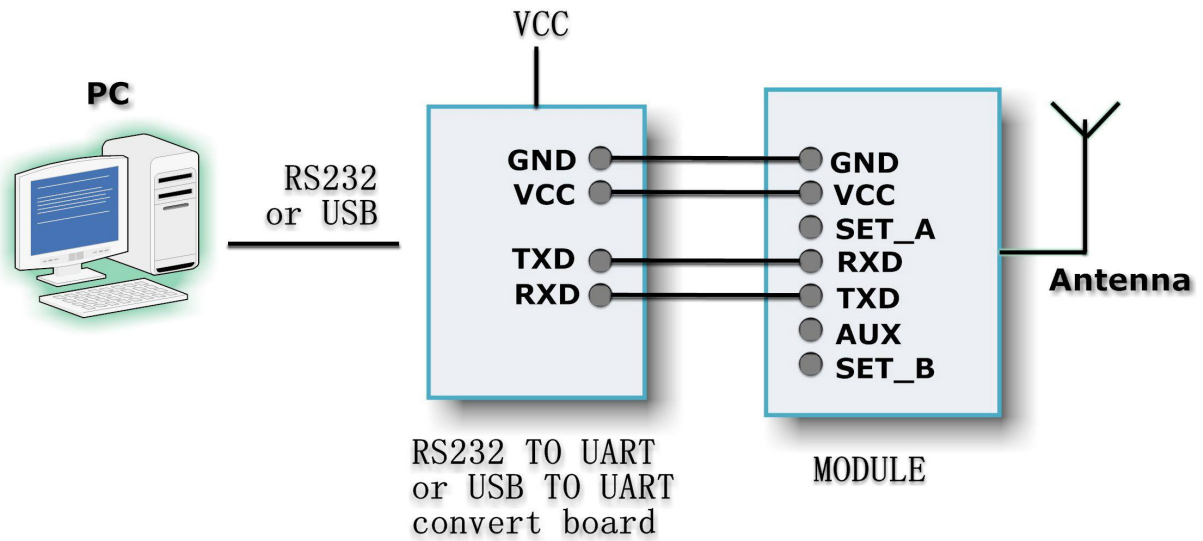 VCC
PC
RS232
or USB
GND
VCC
TXD
RXD
GND
VCC
SET_A
RXD
TXD
AUX
SET_B
Antenna
RS232 TO UART
or USB TO UART
convert board
MODULE